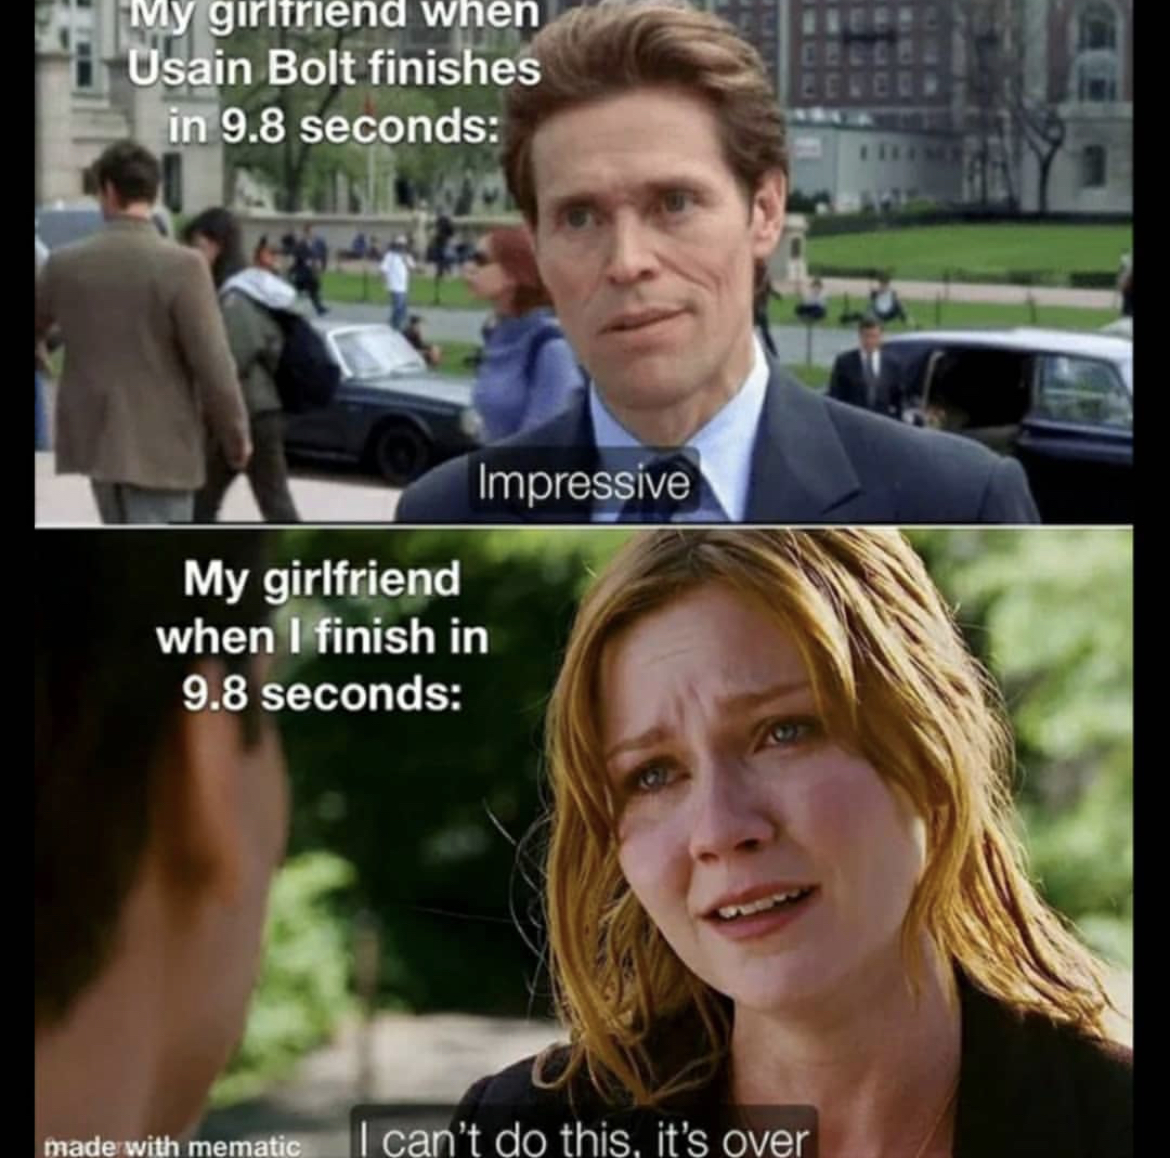 My girlfriend when
Usain Bolt finishes
in 9.8 seconds:
Impressive
My girlfriend
when I finish in
9.8 seconds:
I can't do this, it's over
made with mematic